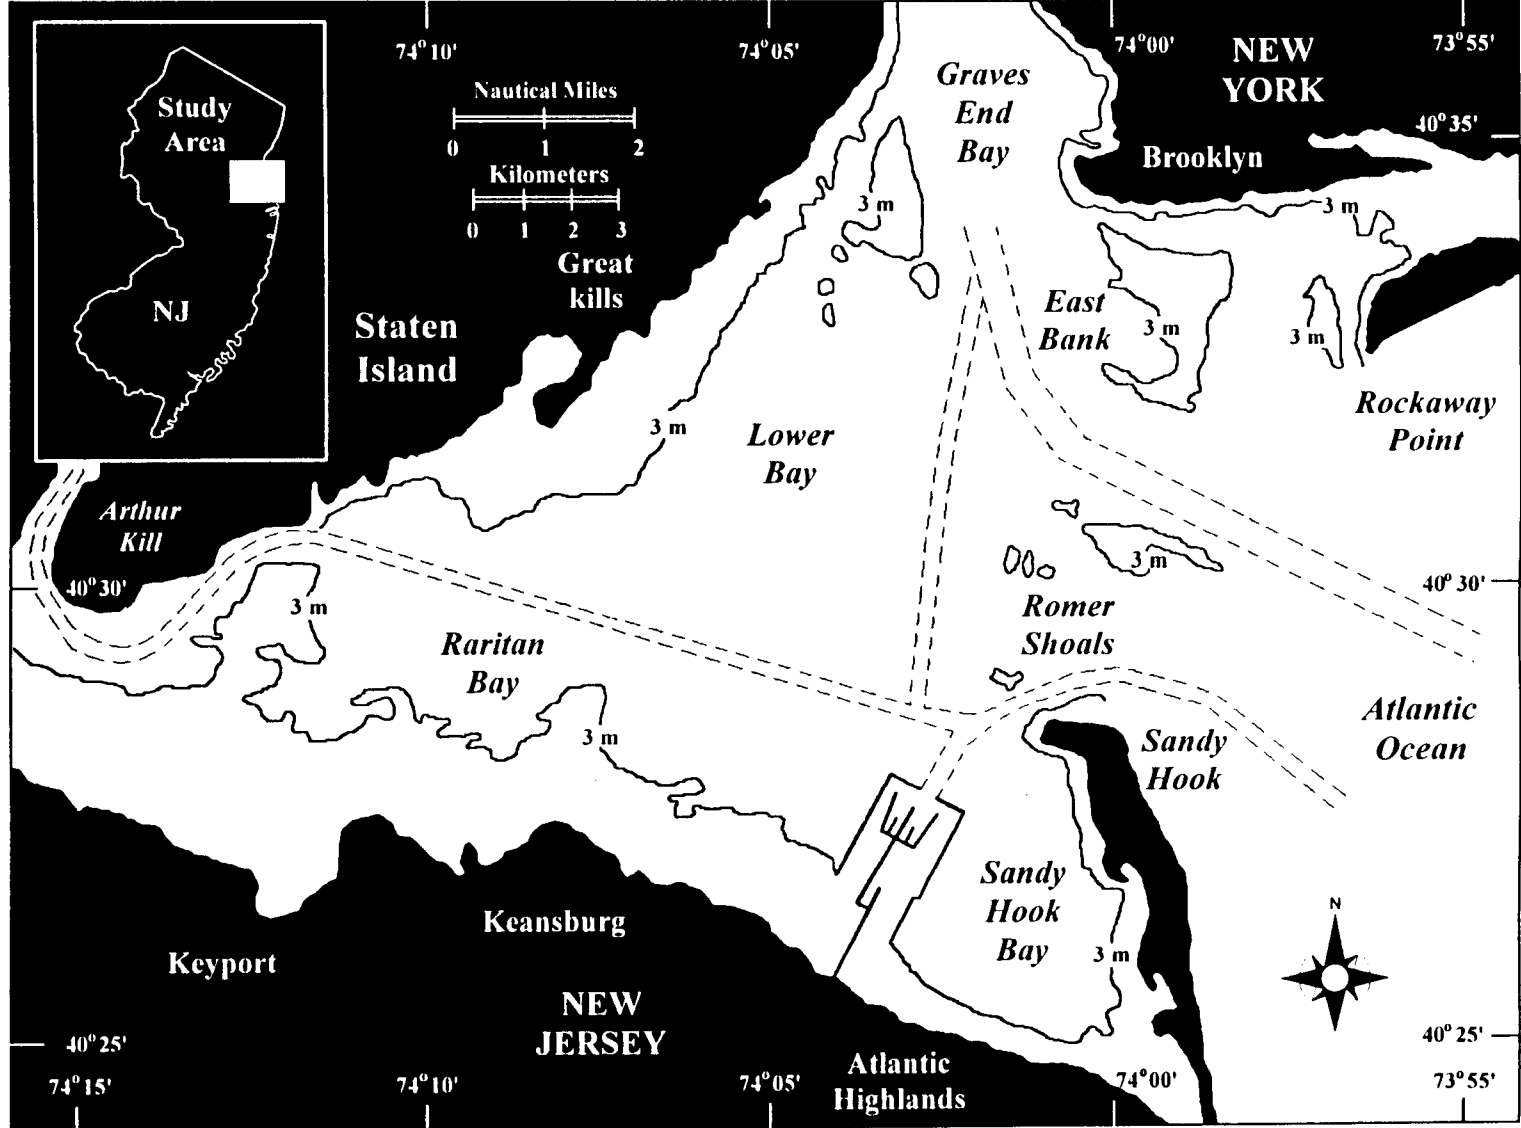 74°10'
74°05'
74°00'
73°55'
NEW
YORK
Graves
End
Bay
Study
Area
Nautical Miles
0 1 2
Kilometers
0 1 2 3
40°35'
Brooklyn
3 m
3 m
Great
kills
NJ
Staten
Island
East
Bank
3 m
3 m
Rockaway
Point
3 m
Lower
Bay
Arthur
Kill
3 m
40°30'
40°30'
3 m
Romer
Shoals
Raritan
Bay
3 m
Atlantic
Ocean
Sandy
Hook
Sandy
Hook
Bay
3 m
N
Keansburg
Keyport
NEW
JERSEY
40°25'
40°25'
Atlantic
Highlands
74°15'
74°10'
74°05'
74°00'
73°55'